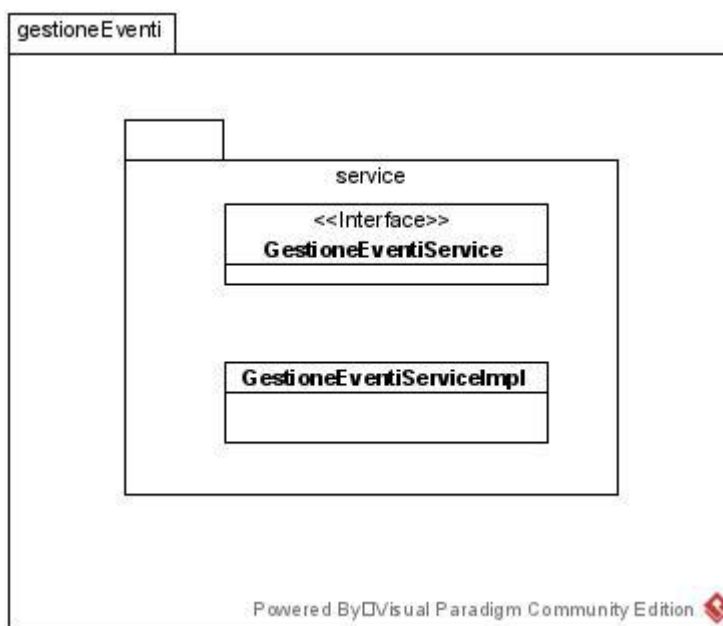 gestioneEventi
service
<<Interface>>
GestioneEventiService
GestioneEventiServiceImpl
Powered By□Visual Paradigm Community Edition